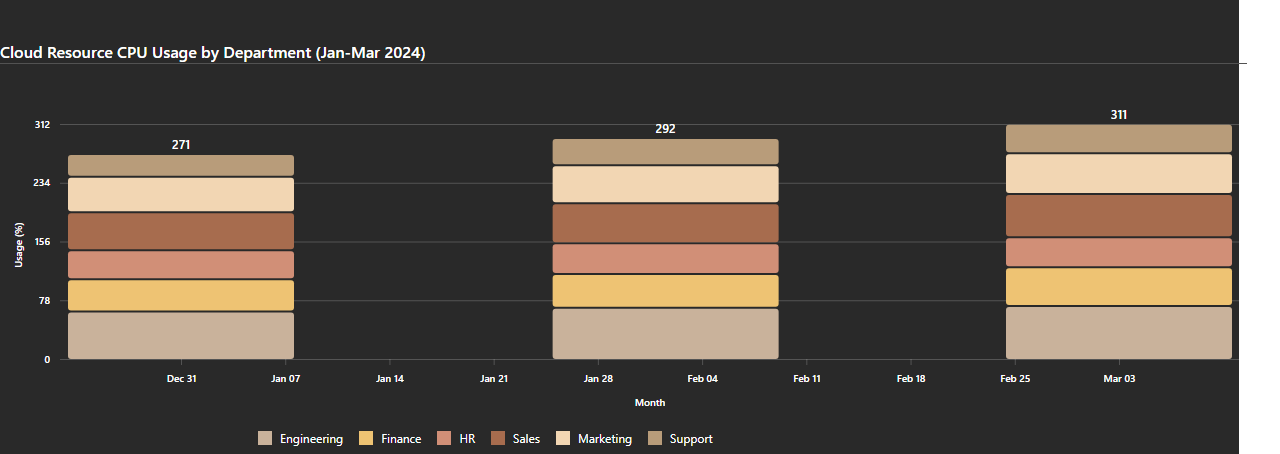 Cloud Resource CPU Usage by Department (Jan-Mar 2024)
311
312
292
271
234
156
78
0
Usage (%)
Dec 31 Jan 07 Jan 14 Jan 21 Jan 28 Feb 04 Feb 11 Feb 18 Feb 25 Mar 03
Month
Engineering Finance HR Sales Marketing Support